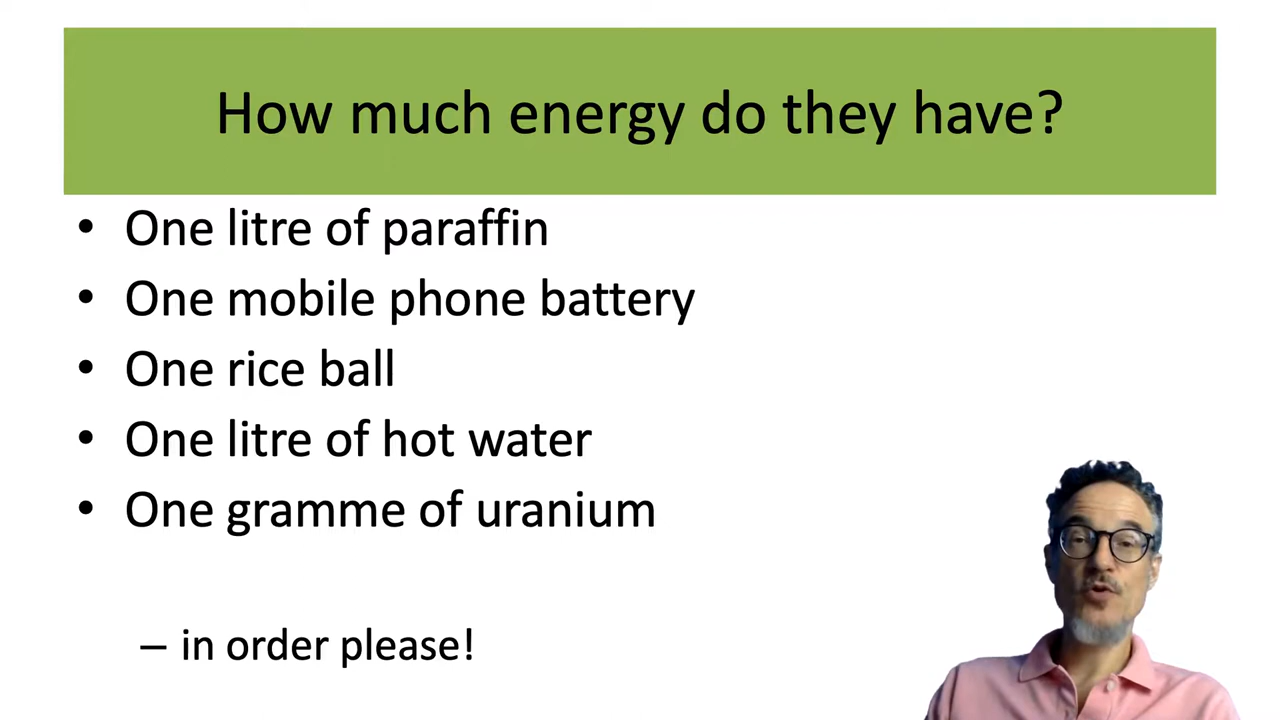 How much energy do they have?
• One litre of paraffin
• One mobile phone battery
• One rice ball
• One litre of hot water
• One gramme of uranium
– in order please!